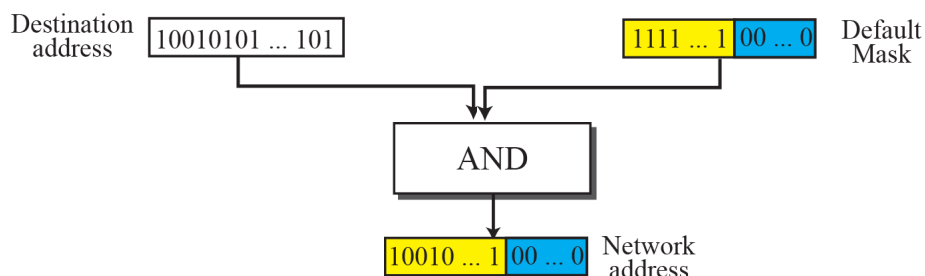 Destination
address
10010101 ... 101
1111 ... 1 00 ... 0
Default
Mask
AND
10010 ... 1 00 ... 0
Network
address